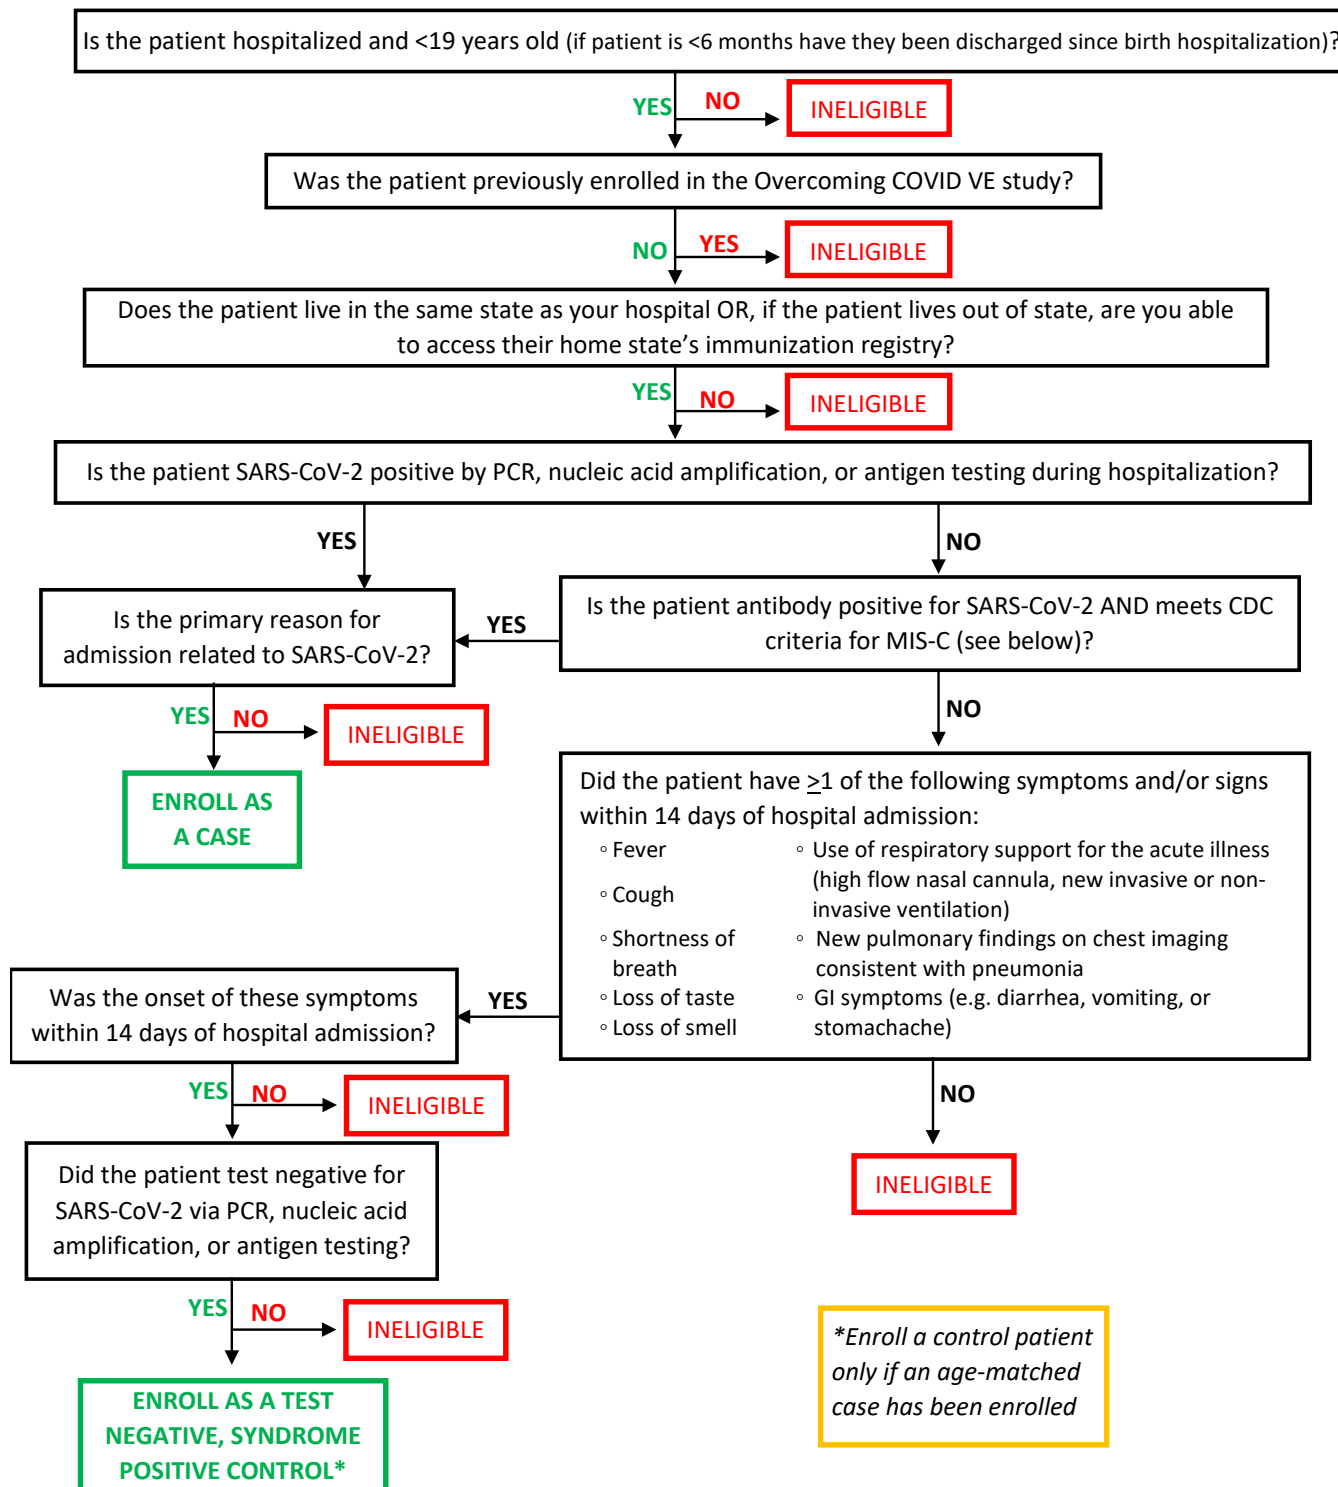 Is the patient hospitalized and <19 years old (if patient is <6 months have they been discharged since birth hospitalization)?
YES
NO
INELIGIBLE
Was the patient previously enrolled in the Overcoming COVID VE study?
NO
YES
INELIGIBLE
Does the patient live in the same state as your hospital OR, if the patient lives out of state, are you able
to access their home state’s immunization registry?
YES
NO
INELIGIBLE
Is the patient SARS-CoV-2 positive by PCR, nucleic acid amplification, or antigen testing during hospitalization?
YES
NO
Is the primary reason for
admission related to SARS-CoV-2?
YES
Is the patient antibody positive for SARS-CoV-2 AND meets CDC
criteria for MIS-C (see below)?
YES
NO
INELIGIBLE
NO
ENROLL AS
A CASE
Did the patient have >1 of the following symptoms and/or signs
within 14 days of hospital admission:
◦ Fever
◦ Cough
◦ Shortness of
breath
◦ Loss of taste
◦ Loss of smell
◦ Use of respiratory support for the acute illness
(high flow nasal cannula, new invasive or non-
invasive ventilation)
◦ New pulmonary findings on chest imaging
consistent with pneumonia
◦ GI symptoms (e.g. diarrhea, vomiting, or
stomachache)
YES
Was the onset of these symptoms
within 14 days of hospital admission?
YES
NO
INELIGIBLE
NO
INELIGIBLE
Did the patient test negative for
SARS-CoV-2 via PCR, nucleic acid
amplification, or antigen testing?
YES
NO
INELIGIBLE
*Enroll a control patient
only if an age-matched
case has been enrolled
ENROLL AS A TEST
NEGATIVE, SYNDROME
POSITIVE CONTROL*